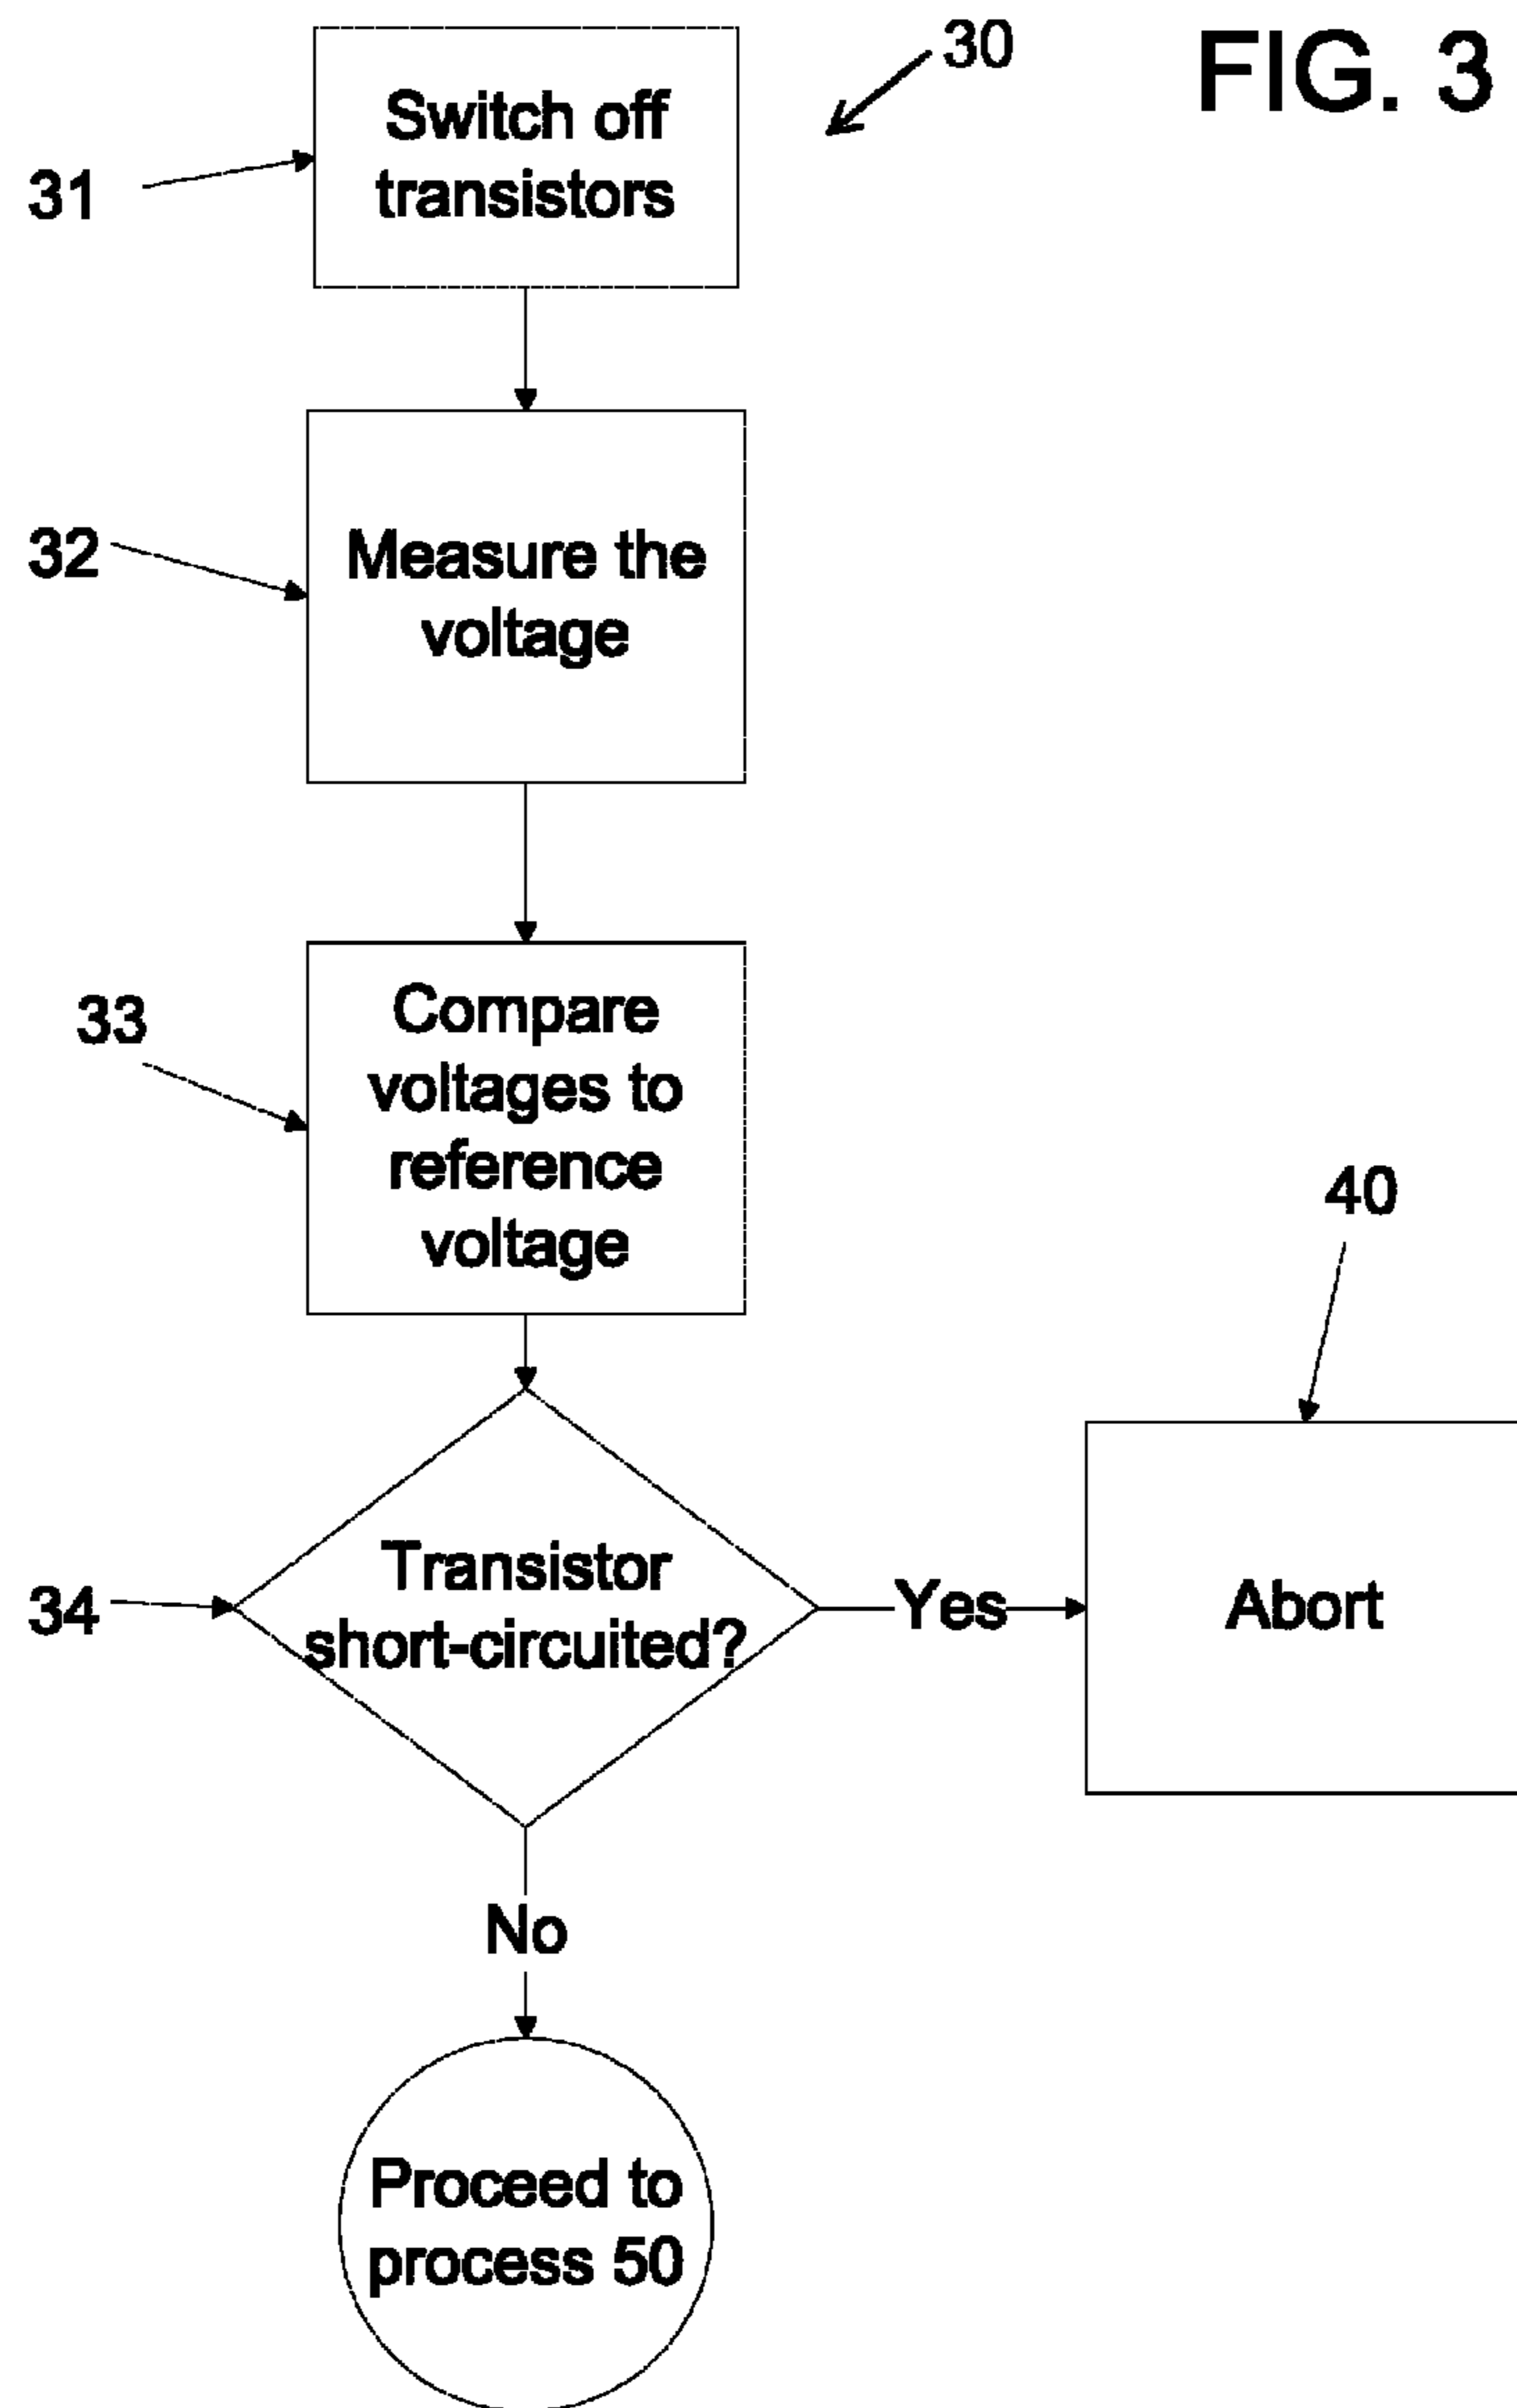 FIG. 3
30
Switch off
transistors
31
32
Measure the
voltage
33
Compare
voltages to
reference
voltage
40
34
Transistor
short-circuited?
Yes
Abort
No
Proceed to
process 50